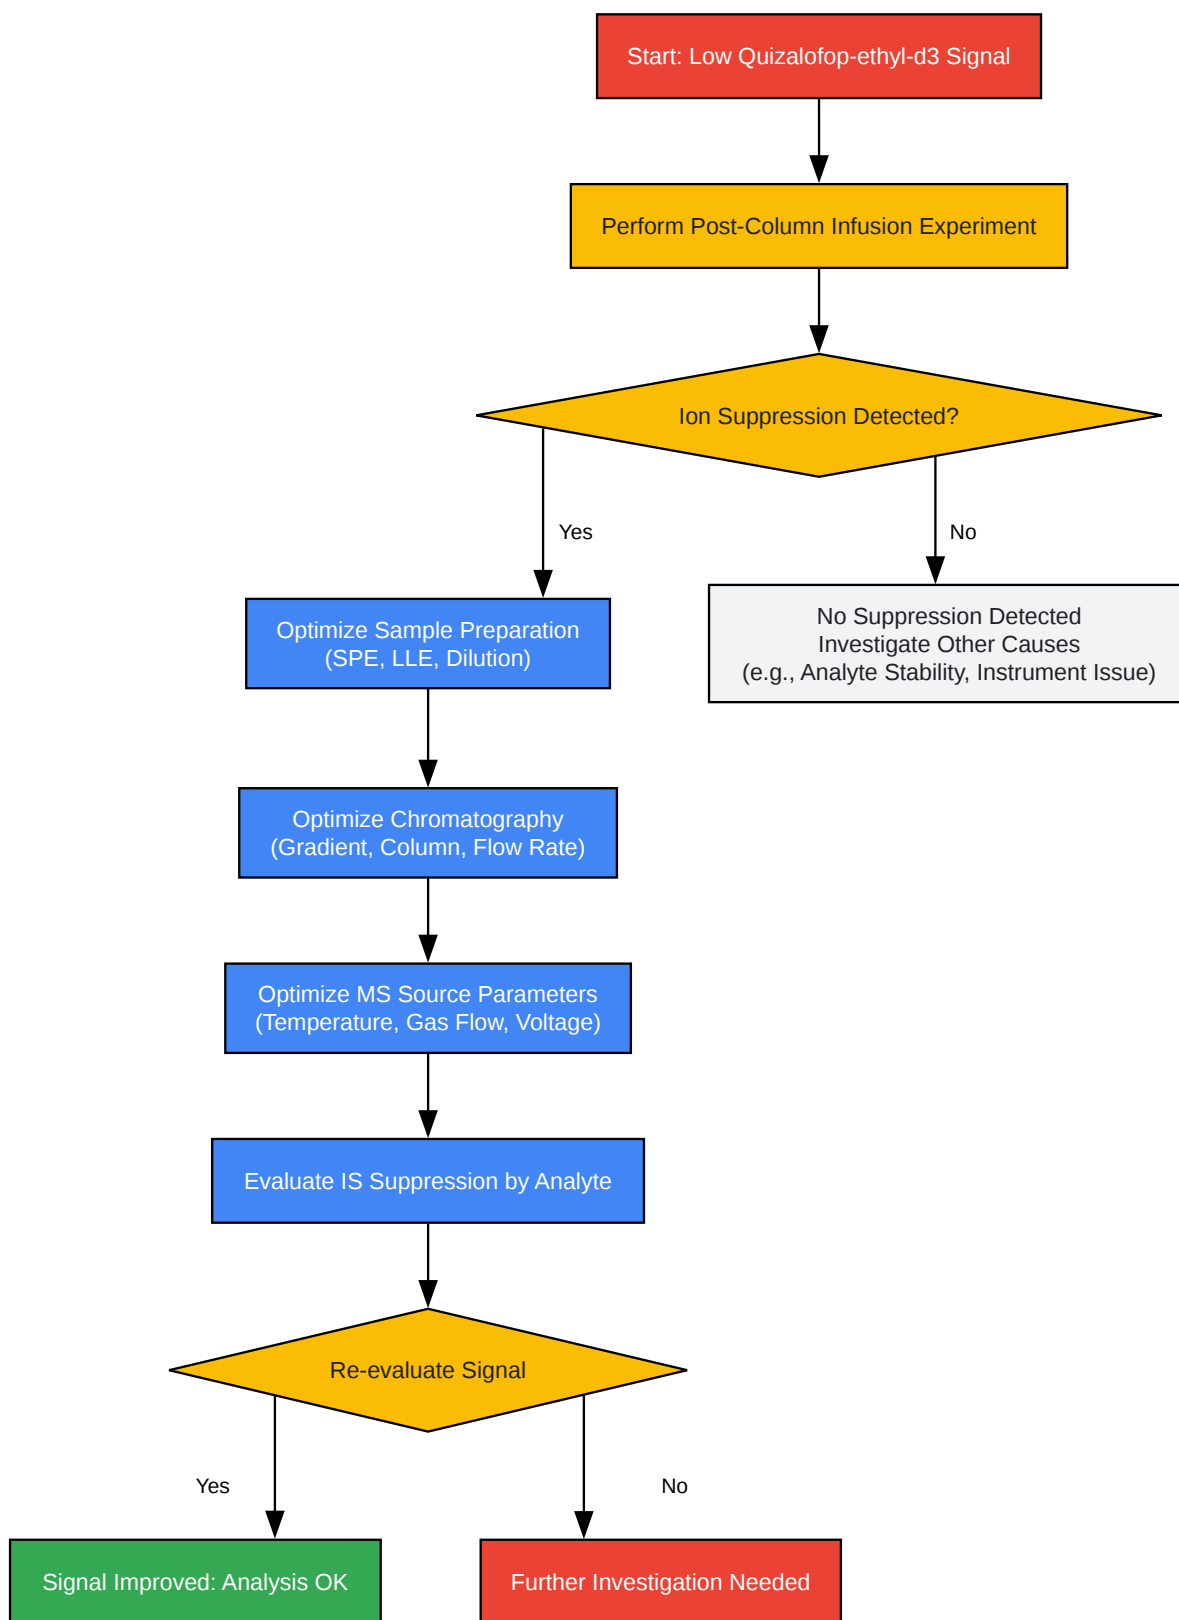 Start: Low Quizalofop-ethyl-d3 Signal
Perform Post-Column Infusion Experiment
Ion Suppression Detected?
Yes
No
Optimize Sample Preparation
(SPE, LLE, Dilution)
No Suppression Detected
Investigate Other Causes
(e.g., Analyte Stability, Instrument Issue)
Optimize Chromatography
(Gradient, Column, Flow Rate)
Optimize MS Source Parameters
(Temperature, Gas Flow, Voltage)
Evaluate IS Suppression by Analyte
Re-evaluate Signal
Yes
No
Signal Improved: Analysis OK
Further Investigation Needed